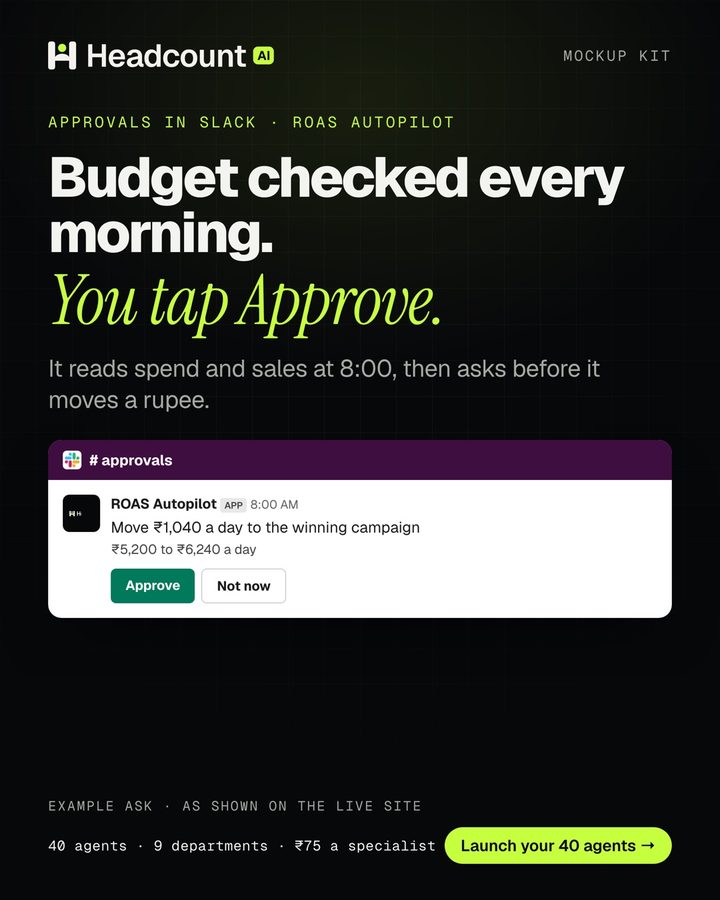 Headcount AI
MOCKUP KIT
APPROVALS IN SLACK · ROAS AUTOPILOT
Budget checked every
morning.
You tap Approve.
It reads spend and sales at 8:00, then asks before it
moves a rupee.
# approvals
ROAS Autopilot APP 8:00 AM
Move ₹1,040 a day to the winning campaign
₹5,200 to ₹6,240 a day
Approve Not now
EXAMPLE ASK · AS SHOWN ON THE LIVE SITE
40 agents · 9 departments · ₹75 a specialist
Launch your 40 agents →